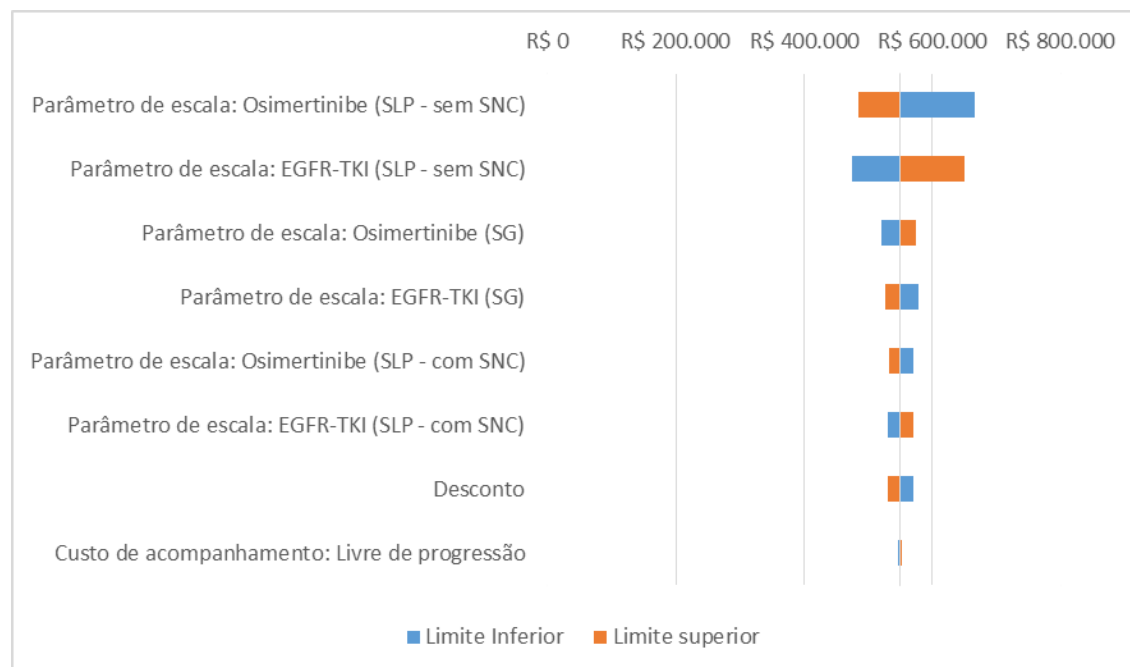 R$ 0 R$ 200.000 R$ 400.000 R$ 600.000 R$ 800.000
Parâmetro de escala: Osimertinibe (SLP - sem SNC)
Parâmetro de escala: EGFR-TKI (SLP - sem SNC)
Parâmetro de escala: Osimertinibe (SG)
Parâmetro de escala: EGFR-TKI (SG)
Parâmetro de escala: Osimertinibe (SLP - com SNC)
Parâmetro de escala: EGFR-TKI (SLP - com SNC)
Desconto
Custo de acompanhamento: Livre de progressão
Limite Inferior Limite superior